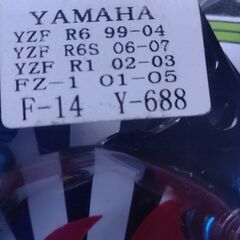 YAMAHA
YZF R6 99-04
YZF R6S 06-07
YZF R1 02-03
FZ-1 01-05
F-14 Y-688